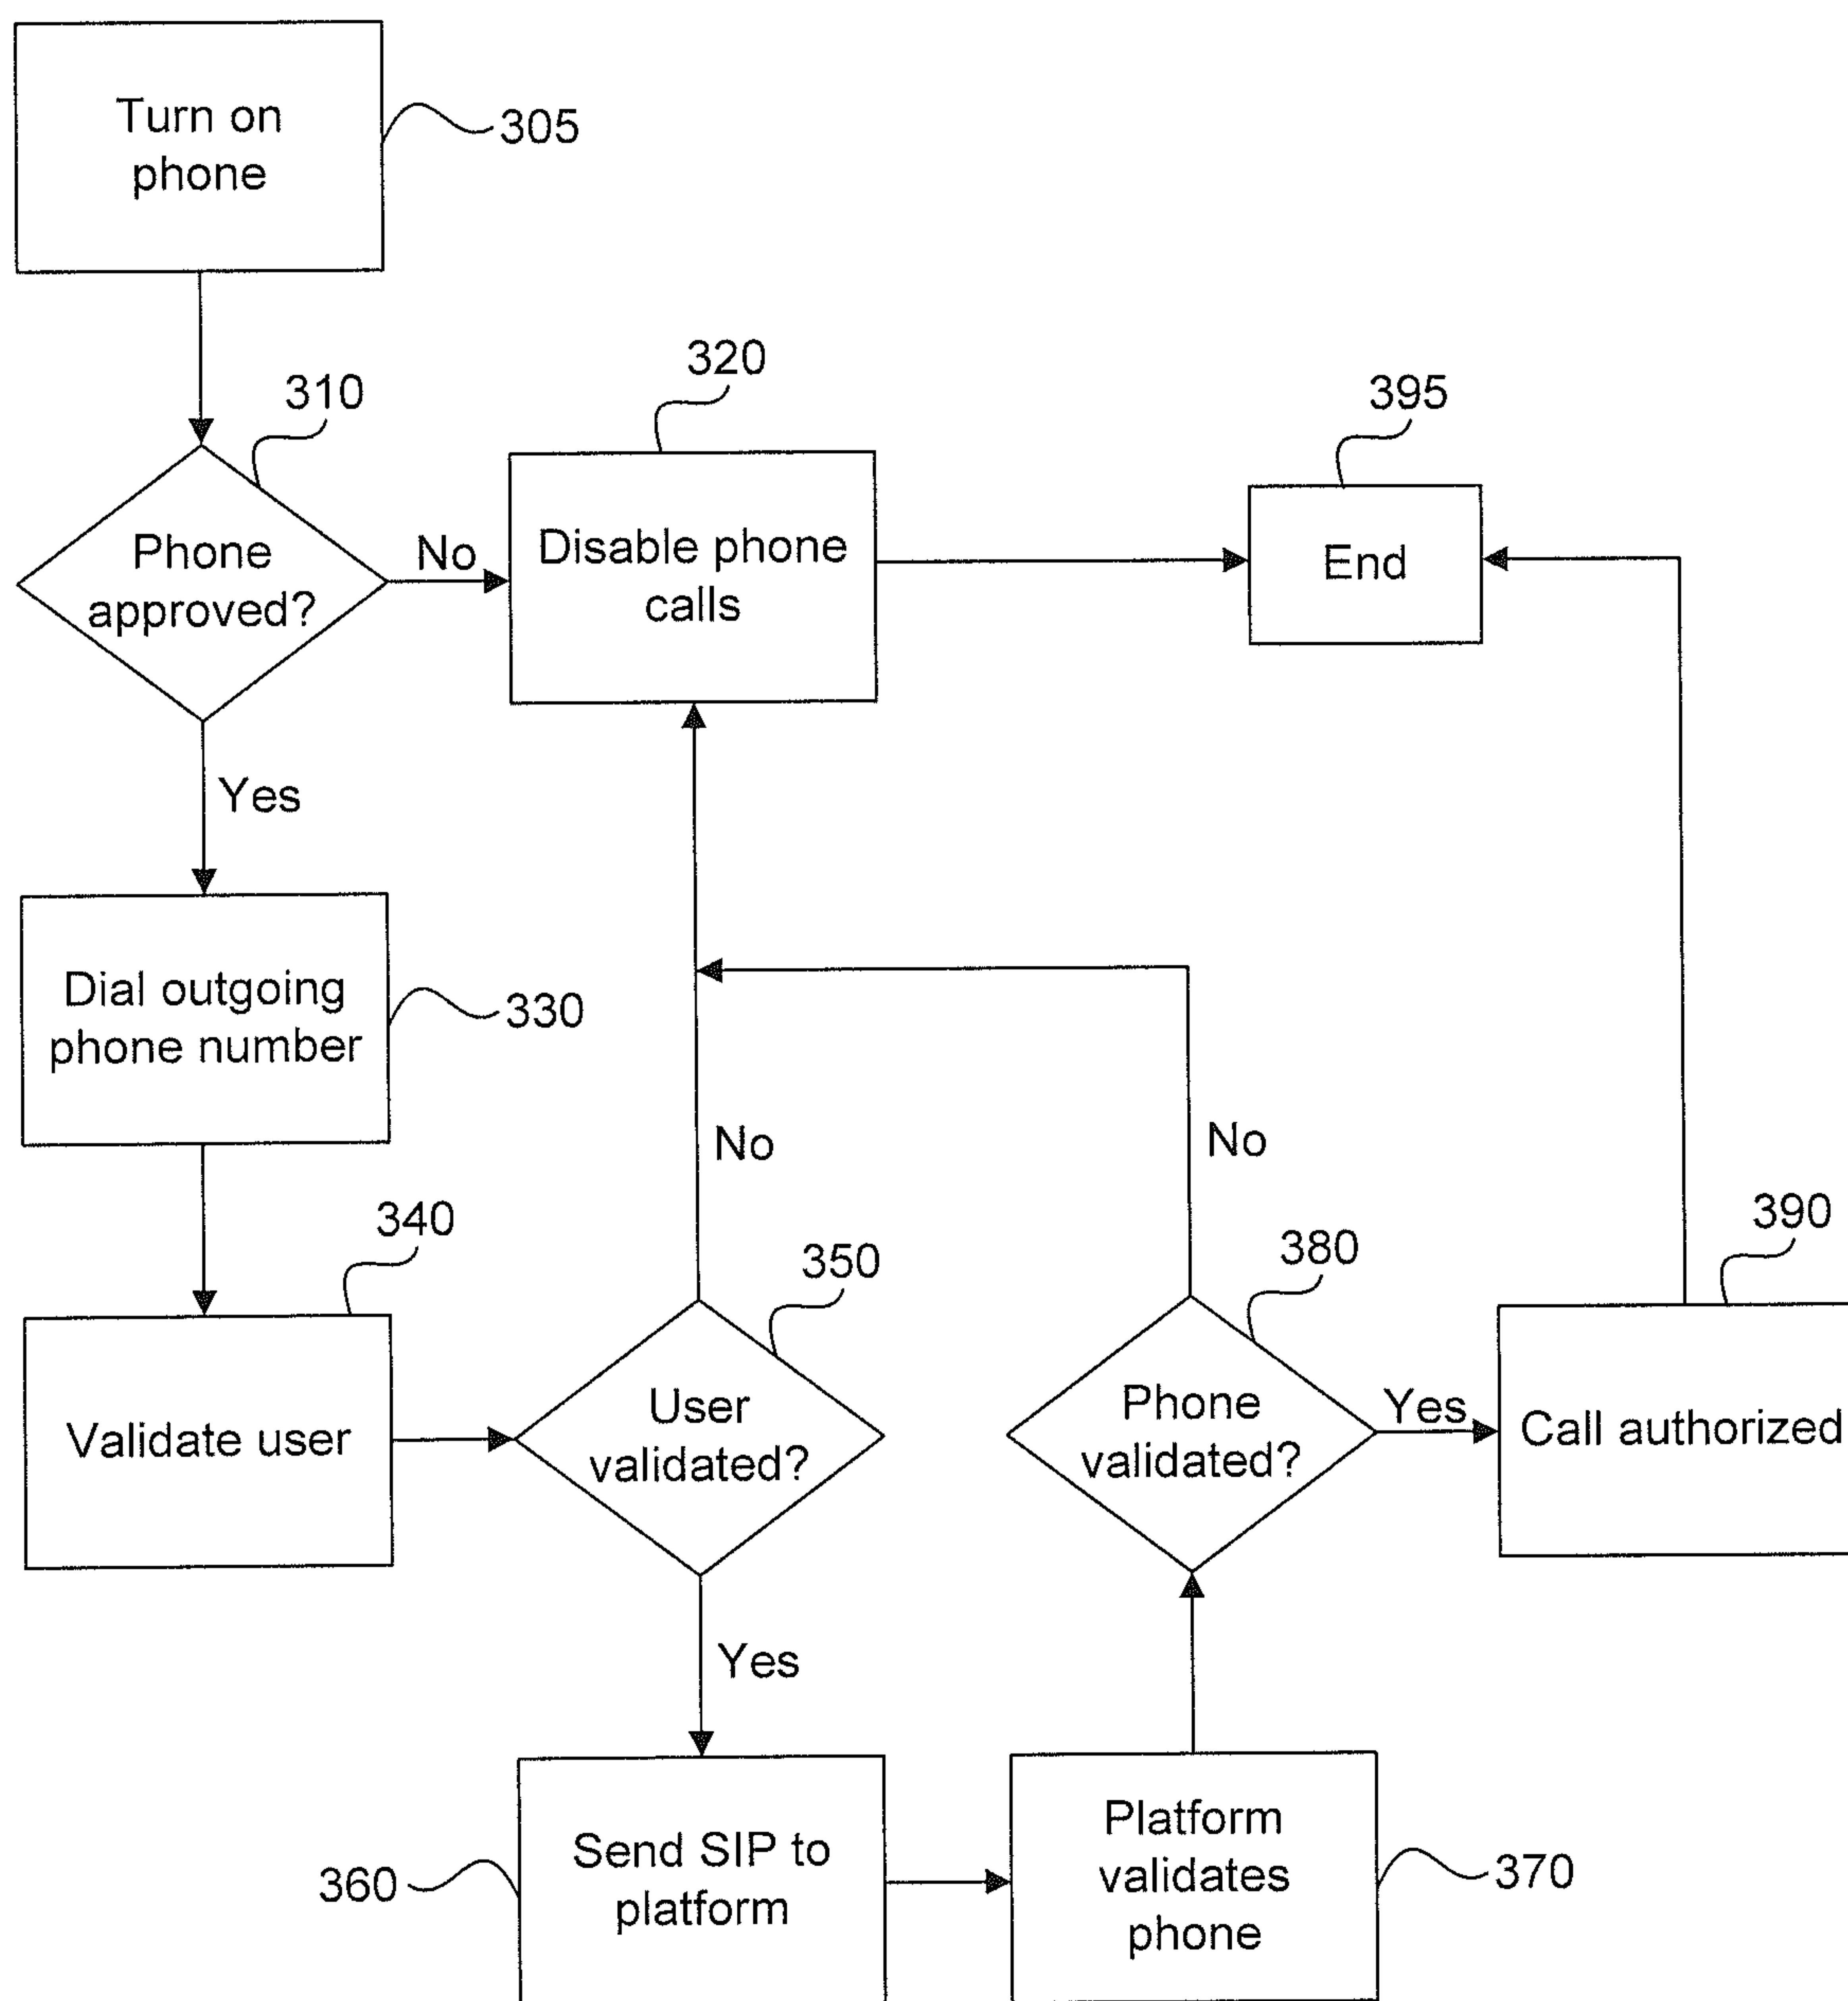 Turn on
phone
305
310
320
395
Phone
approved?
No
Disable phone
calls
End
Yes
Dial outgoing
phone number
330
No
No
340
350
380
390
Validate user
User
validated?
Phone
validated?
Yes
Call authorized
Yes
360
Send SIP to
platform
Platform
validates
phone
370